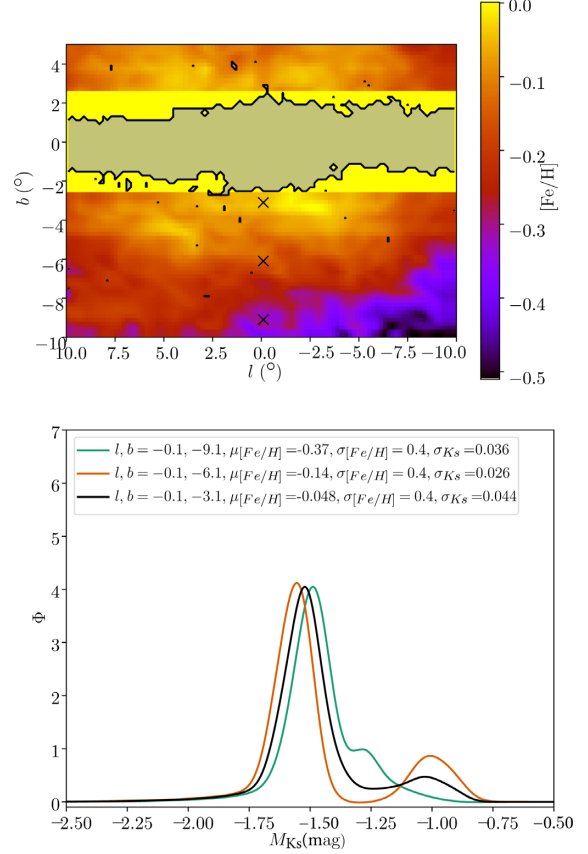 0.0
4
−0.1
2
−0.2
0
b (°)
[Fe/H]
−2
−0.3
−4
−6
−0.4
−8
−0.5
−10
10.0 7.5 5.0 2.5 0.0 −2.5 −5.0 −7.5 −10.0
l (°)
7
l, b = −0.1, −9.1, μ[Fe/H] =-0.37, σ[Fe/H] = 0.4, σKs =0.036
l, b = −0.1, −6.1, μ[Fe/H] =-0.14, σ[Fe/H] = 0.4, σKs =0.026
6
l, b = −0.1, −3.1, μ[Fe/H] =-0.048, σ[Fe/H] = 0.4, σKs =0.044
5
4
Φ
3
2
1
0
−2.50 −2.25 −2.00 −1.75 −1.50 −1.25 −1.00 −0.75 −0.50
MKs(mag)